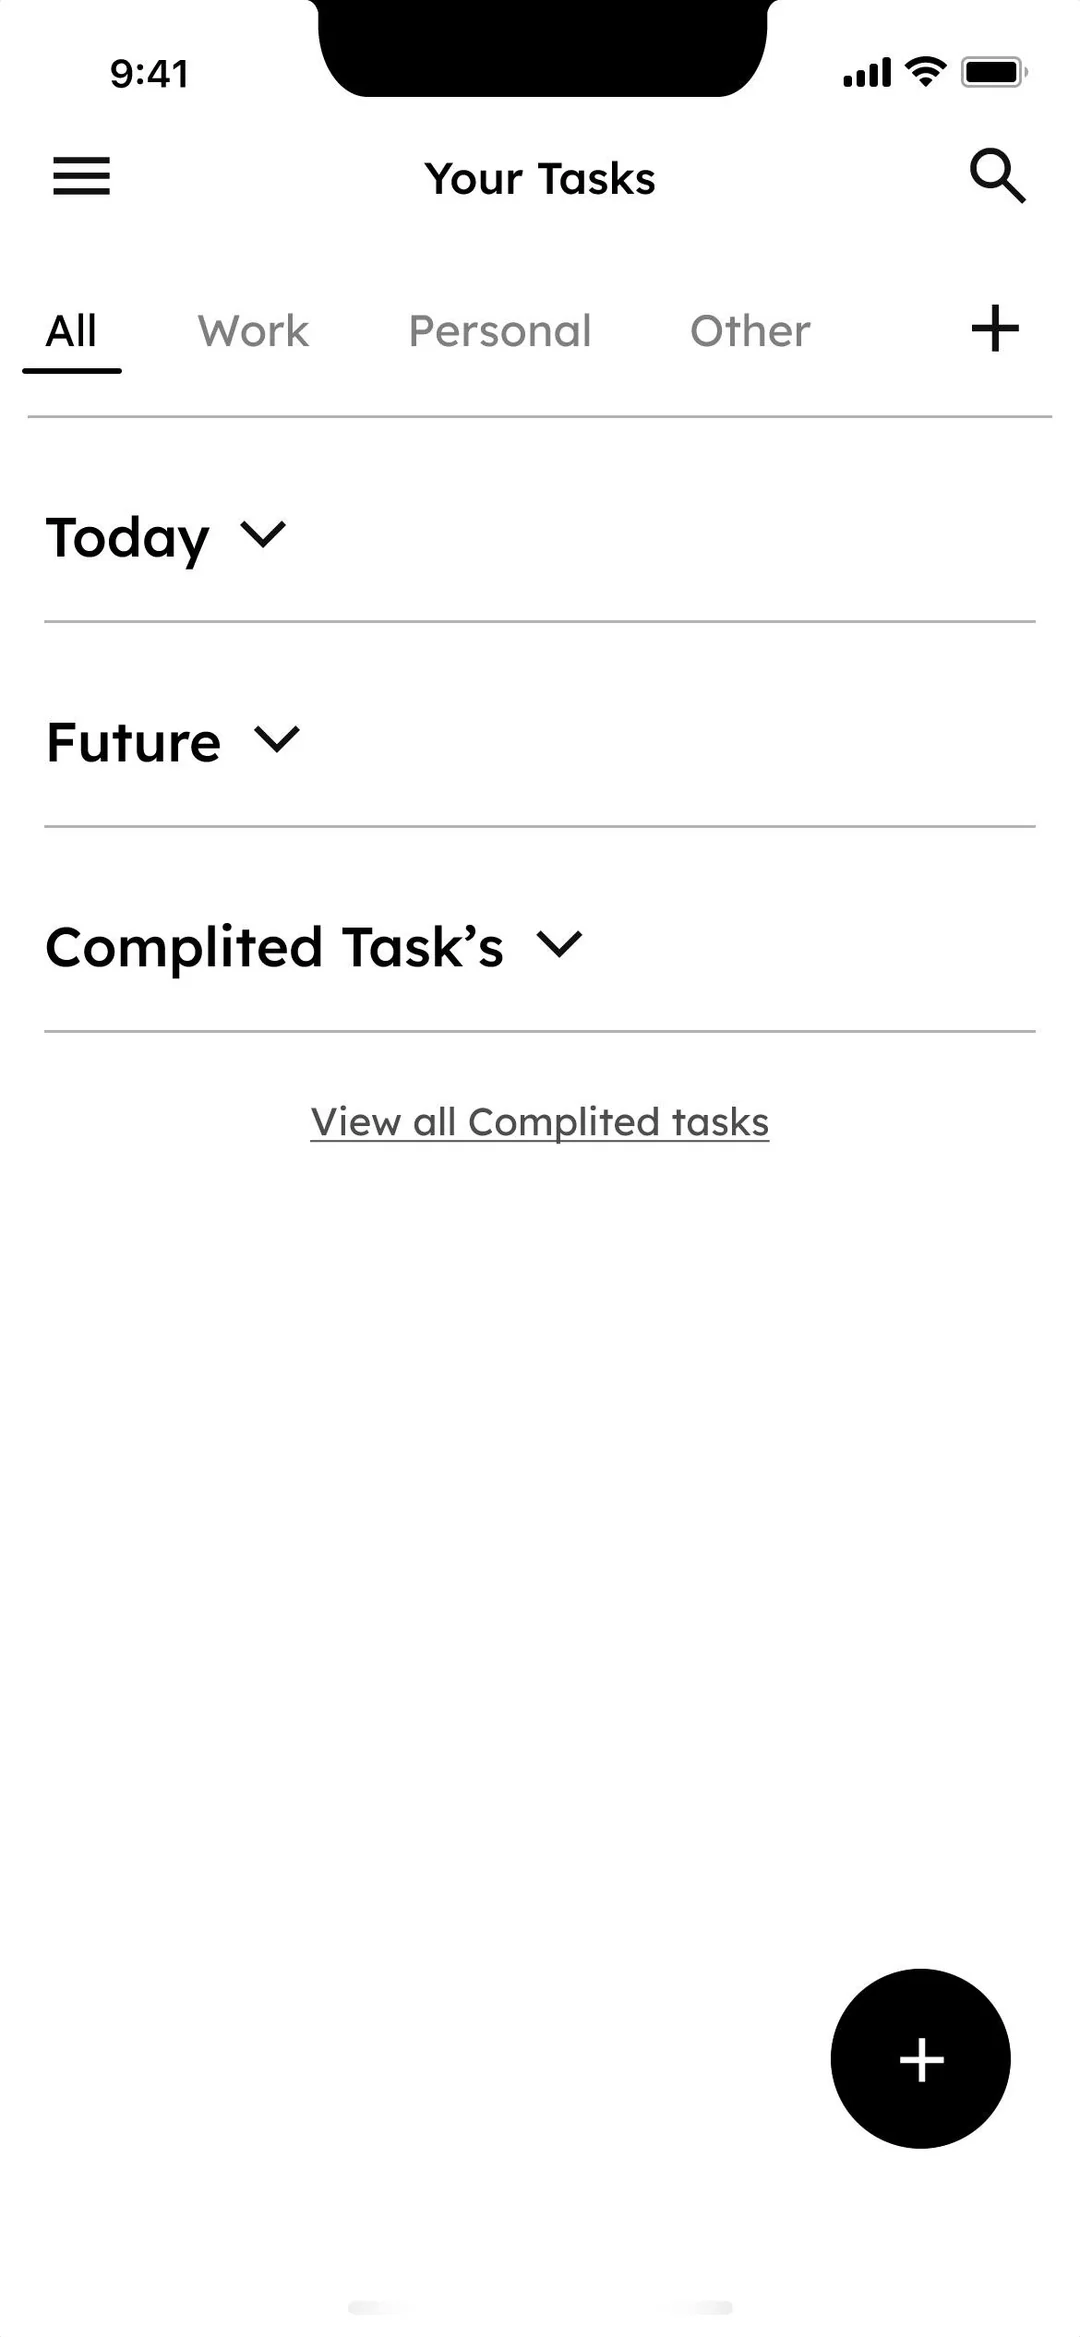 9:41
Your Tasks
All Work Personal Other
Today
Future
Complited Task’s
View all Complited tasks